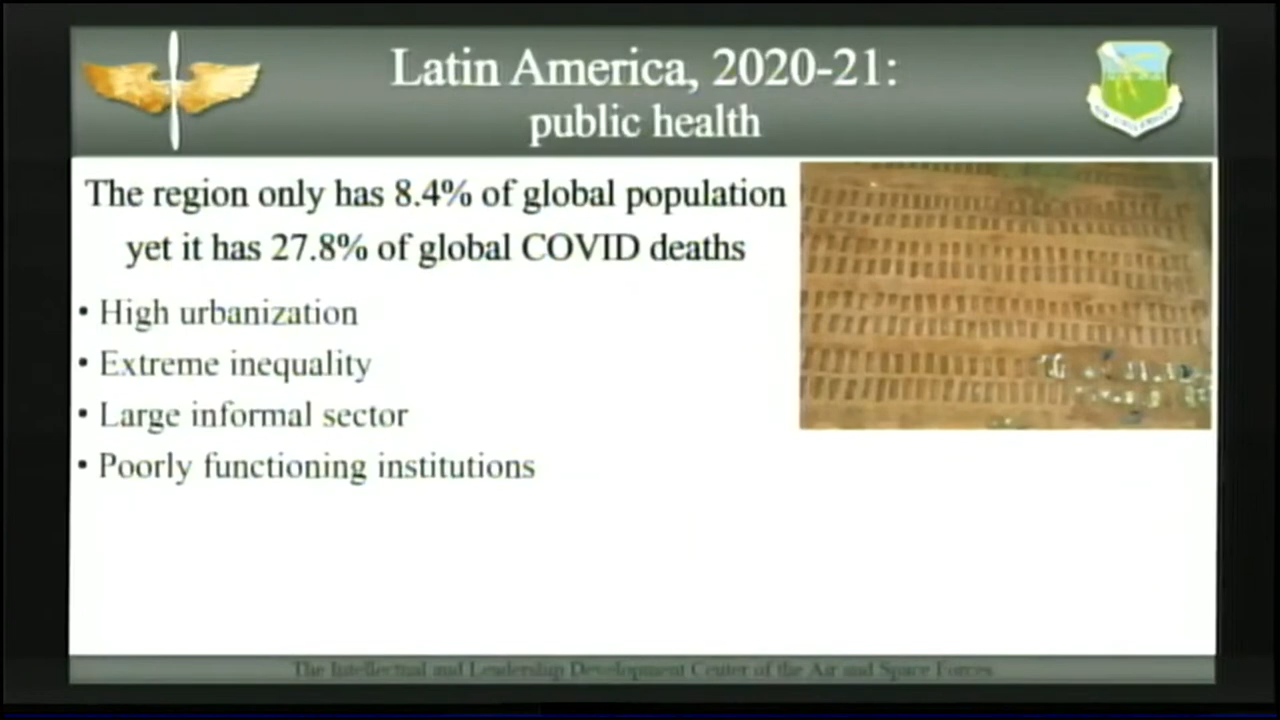 Latin America, 2020-21:
public health
The region only has 8.4% of global population
yet it has 27.8% of global COVID deaths
• High urbanization
• Extreme inequality
• Large informal sector
• Poorly functioning institutions
The Intellectual and Leadership Development Center of the Air and Space Forces